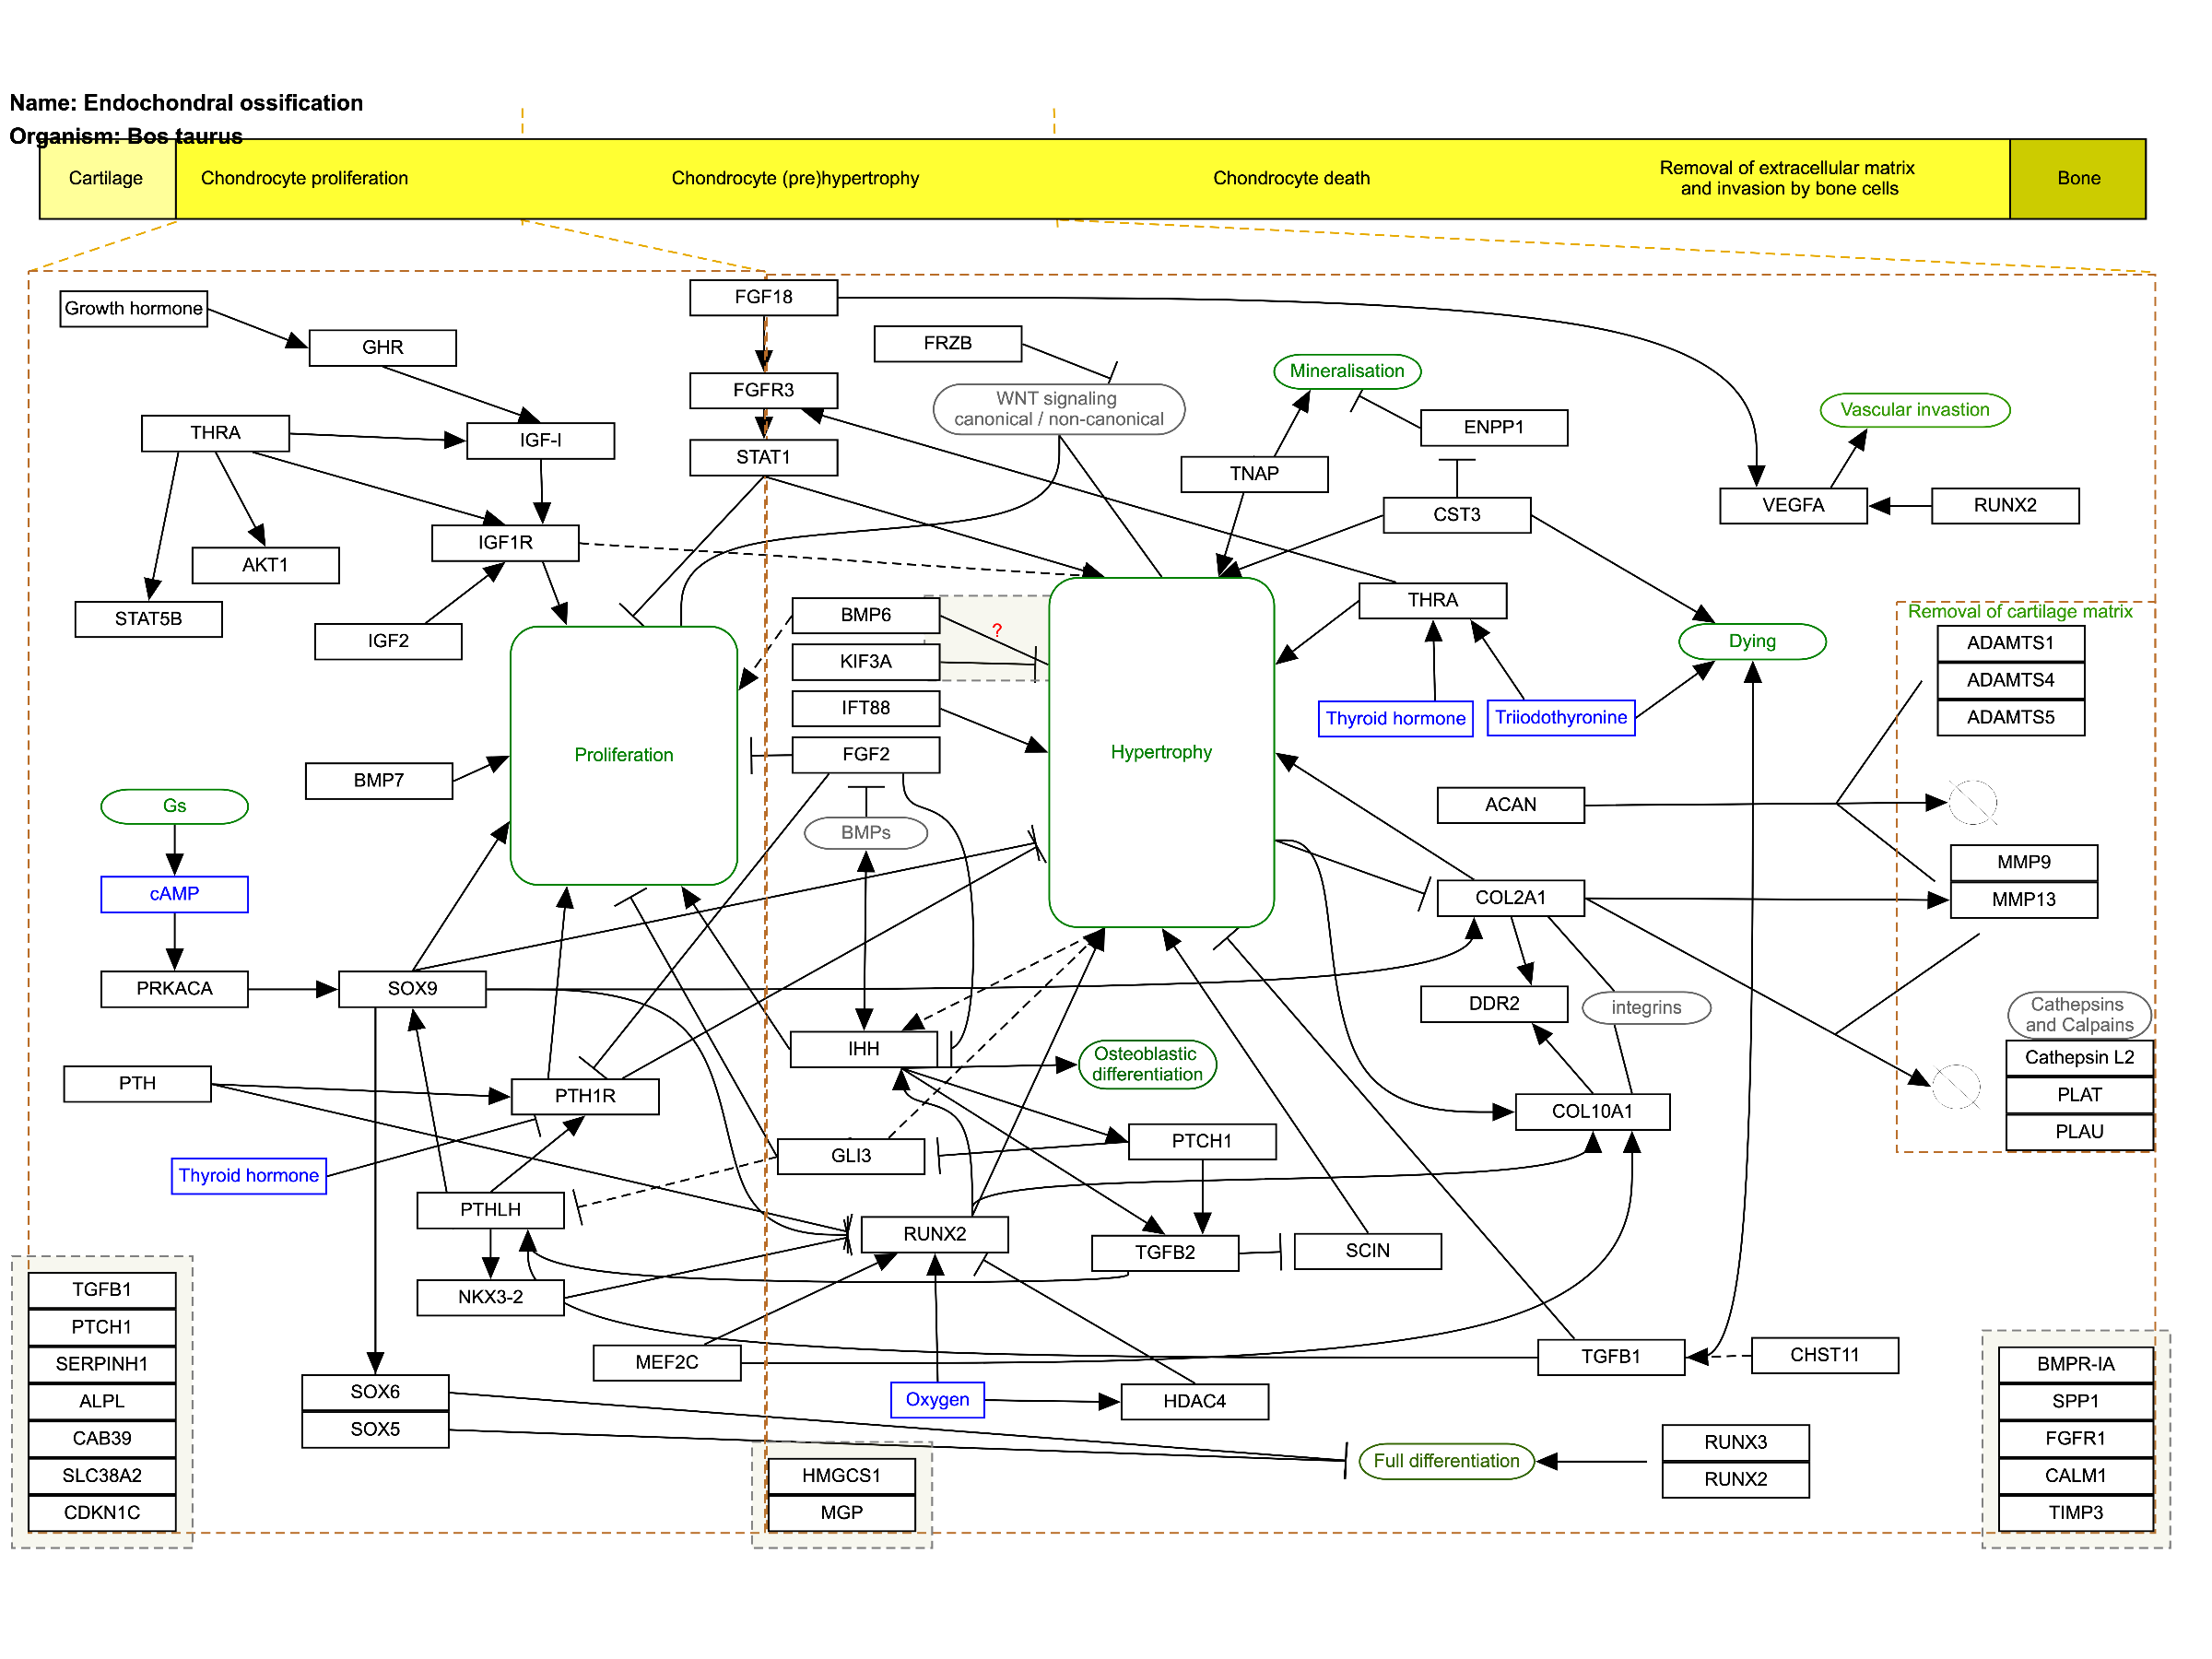 Name: Endochondral ossification
Organism: Bos taurus
Cartilage
Chondrocyte proliferation
Chondrocyte (pre)hypertrophy
Chondrocyte death
Removal of extracellular matrix
and invasion by bone cells
Bone
Growth hormone
GHR
THRA
IGF-I
IGF1R
AKT1
STAT5B
IGF2
FGF18
FGFR3
STAT1
FRZB
WNT signaling
canonical / non-canonical
Mineralisation
ENPP1
TNAP
CST3
Vascular invastion
VEGFA
RUNX2
THRA
Thyroid hormone
Triiodothyronine
Dying
Removal of cartilage matrix
ADAMTS1
ADAMTS4
ADAMTS5
BMP6
?
KIF3A
IFT88
FGF2
BMPs
Proliferation
Hypertrophy
BMP7
Gs
cAMP
PRKACA
SOX9
ACAN
MMP9
MMP13
COL2A1
DDR2
integrins
Cathepsins
and Calpains
Cathepsin L2
PLAT
PLAU
COL10A1
IHH
Osteoblastic
differentiation
PTH
PTH1R
Thyroid hormone
GLI3
PTCH1
PTHLH
RUNX2
TGFB2
SCIN
NKX3-2
MEF2C
TGFB1
CHST11
Oxygen
HDAC4
SOX6
SOX5
Full differentiation
RUNX3
RUNX2
TGFB1
PTCH1
SERPINH1
ALPL
CAB39
SLC38A2
CDKN1C
HMGCS1
MGP
BMPR-IA
SPP1
FGFR1
CALM1
TIMP3